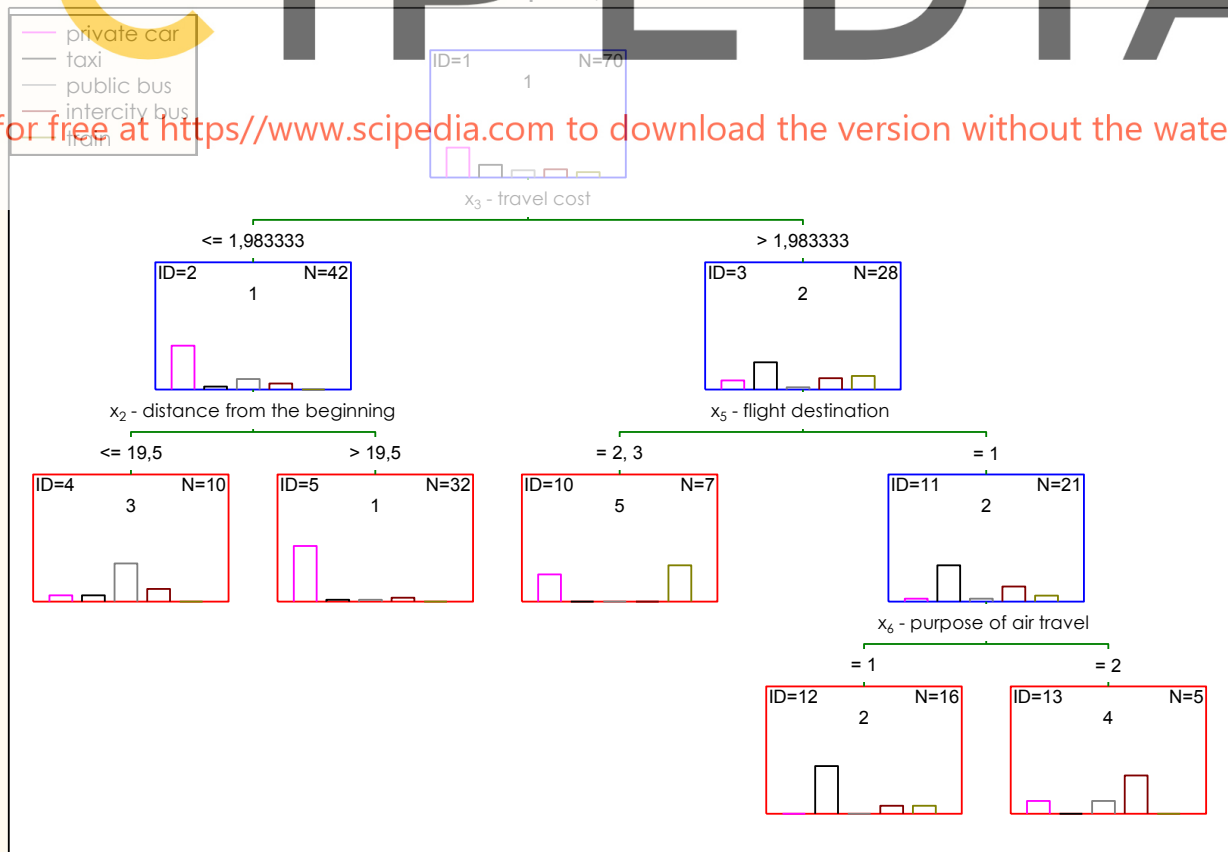 CIPEDIA
private car
taxi
public bus
intercity bus
train
for free at https//www.scipedia.com to download the version without the wate
ID=1 N=70
1
x₃ - travel cost
<= 1,983333 > 1,983333
ID=2 N=42
1
ID=3 N=28
2
x₂ - distance from the beginning
x₅ - flight destination
<= 19,5 > 19,5 = 2, 3 = 1
ID=4 N=10
3
ID=5 N=32
1
ID=10 N=7
5
ID=11 N=21
2
x₆ - purpose of air travel
= 1 = 2
ID=12 N=16
2
ID=13 N=5
4